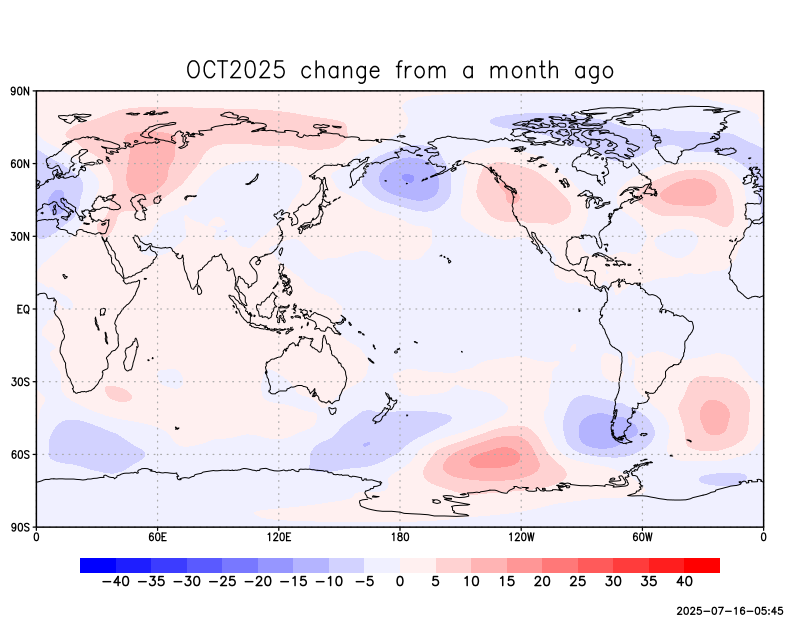 OCT2025 change from a month ago
90N
60N
30N
EQ
30S
60S
90S
0 60E 120E 180 120W 60W 0
−40 −35 −30 −25 −20 −15 −10 −5 0 5 10 15 20 25 30 35 40
2025-07-16-05:45